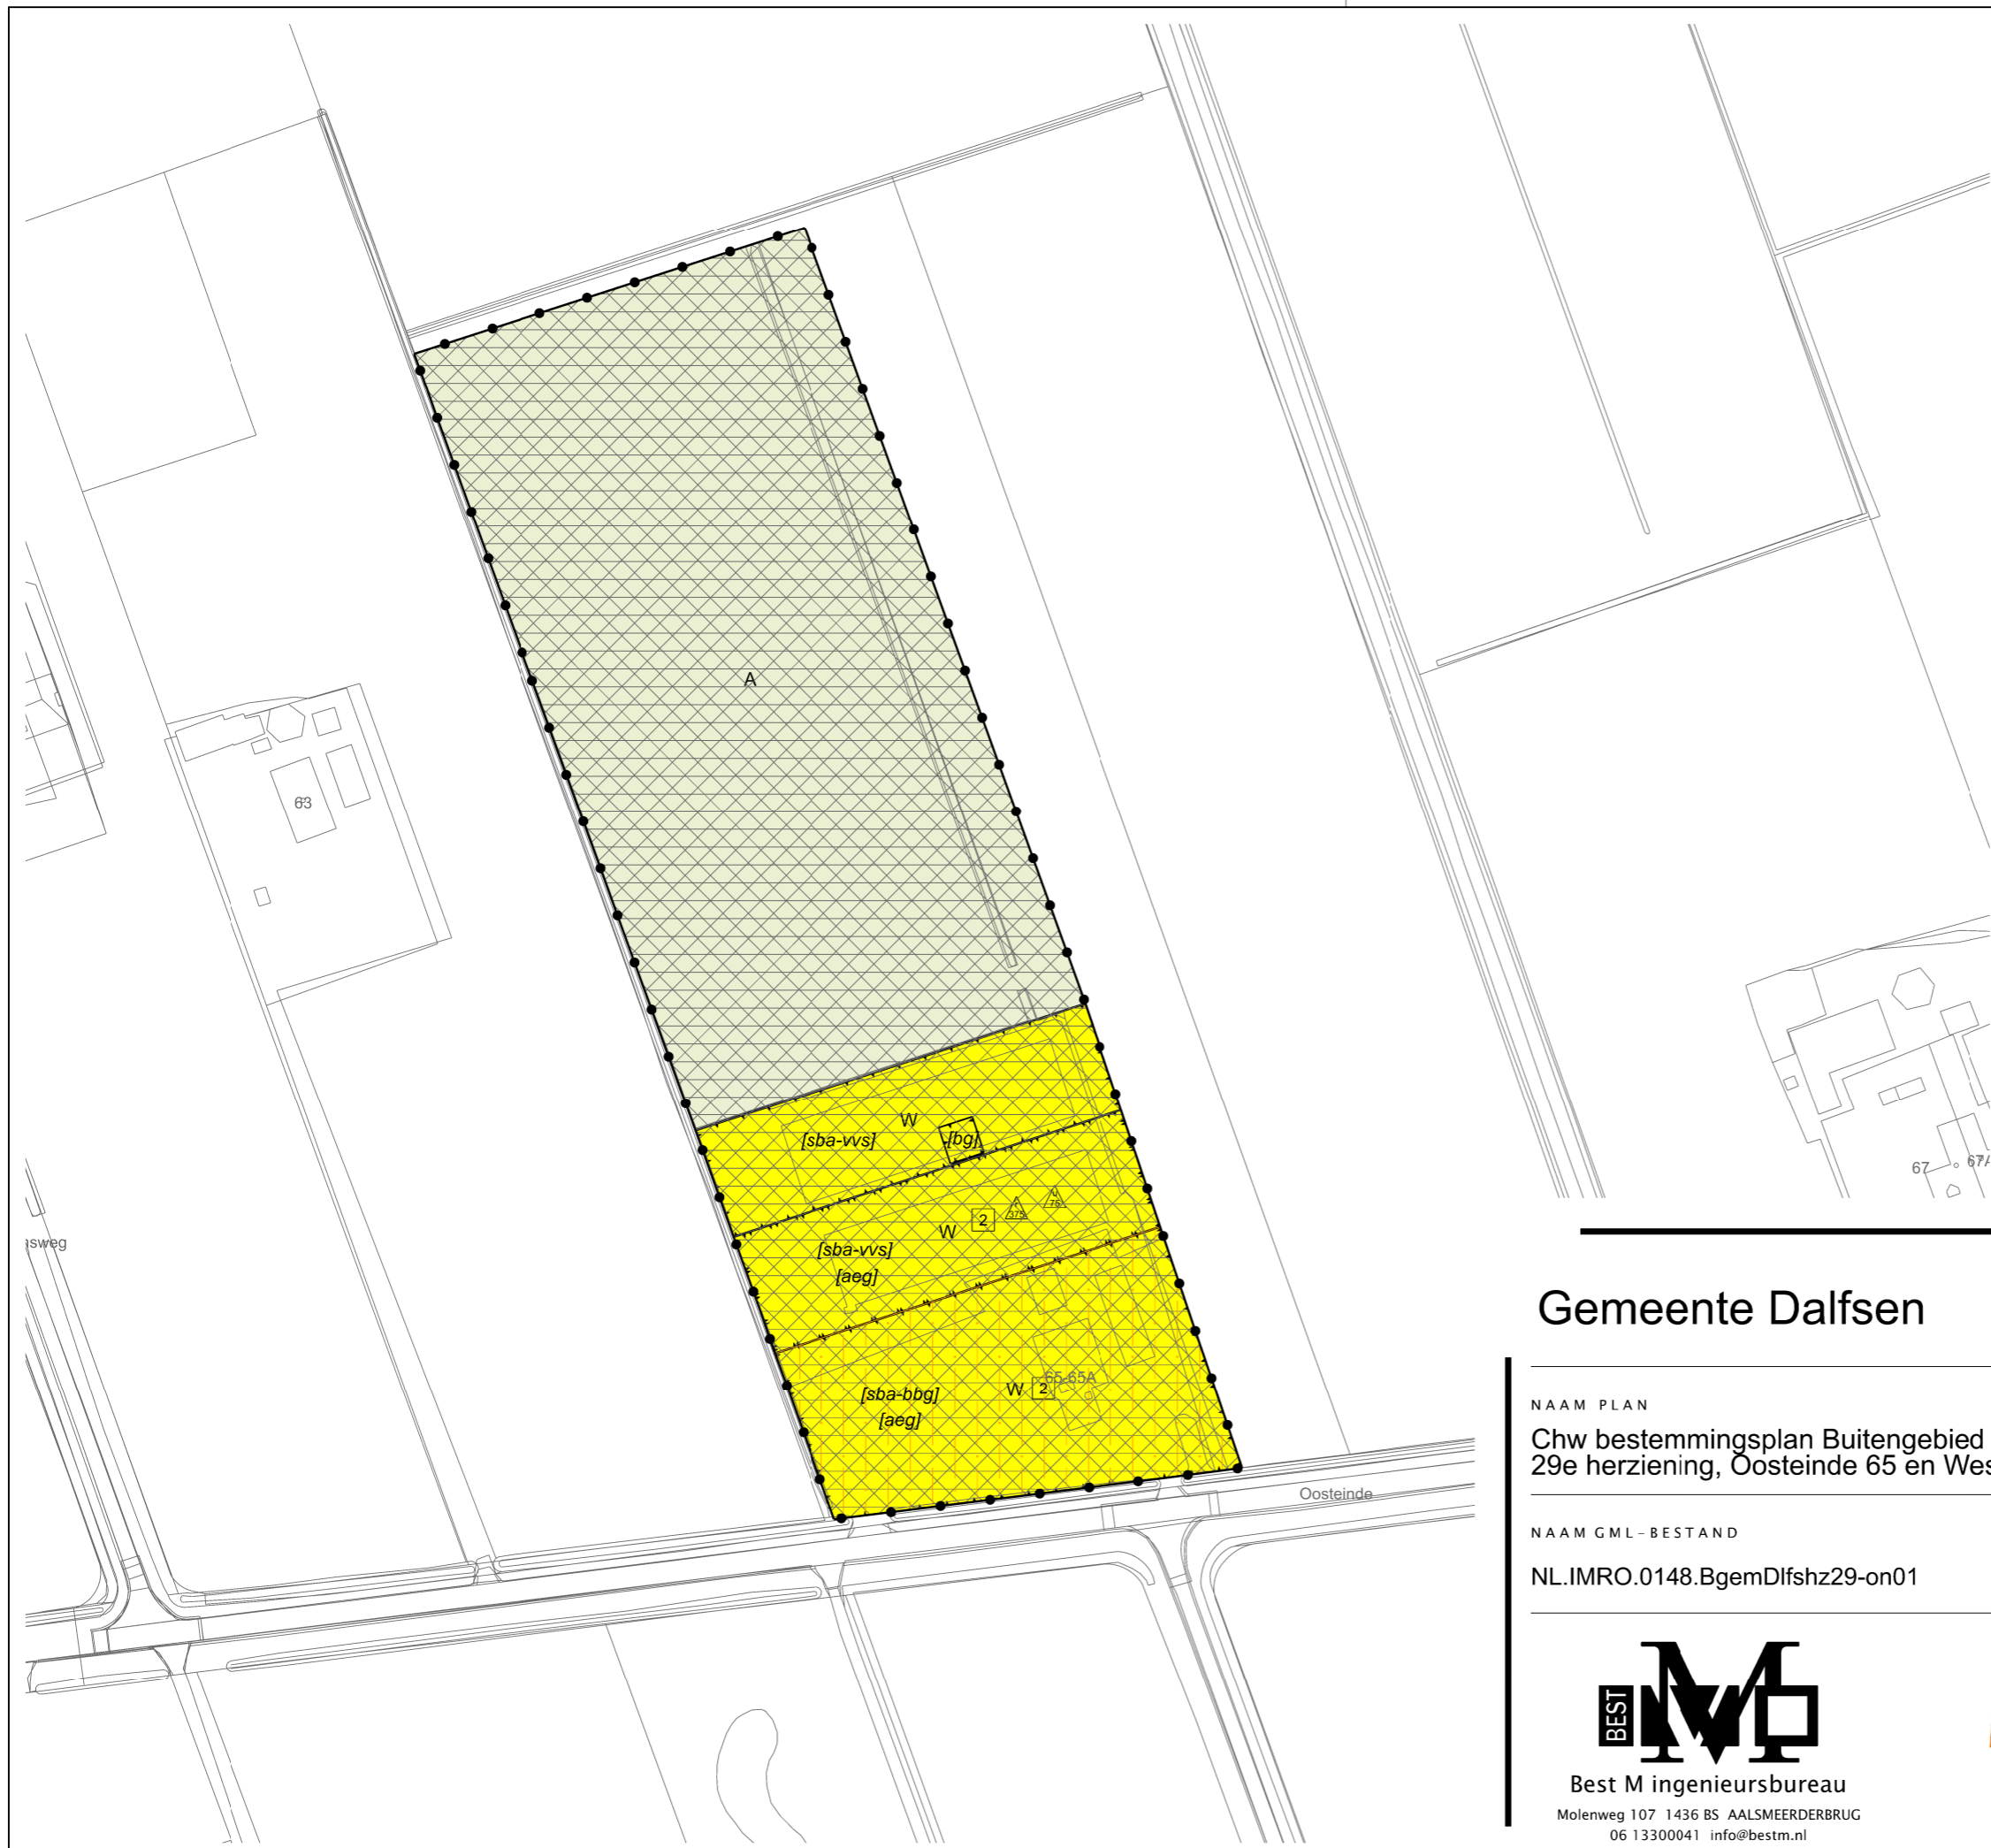 A
63
W
[sba-vvs]
[bg]
2
375
75
W
[sba-vvs]
[aeg]
65-65A
[sba-bbg]
W 2
[aeg]
67
Oosteinde
Gemeente Dalfsen
NAAM PLAN
Chw bestemmingsplan Buitengebied
29e herziening, Oosteinde 65 en Wes
NAAM GML-BESTAND
NL.IMRO.0148.BgemDlfshz29-on01
BEST
M
Best M ingenieursbureau
Molenweg 107 1436 BS AALSMEERDERBRUG
06 13300041 info@bestm.nl